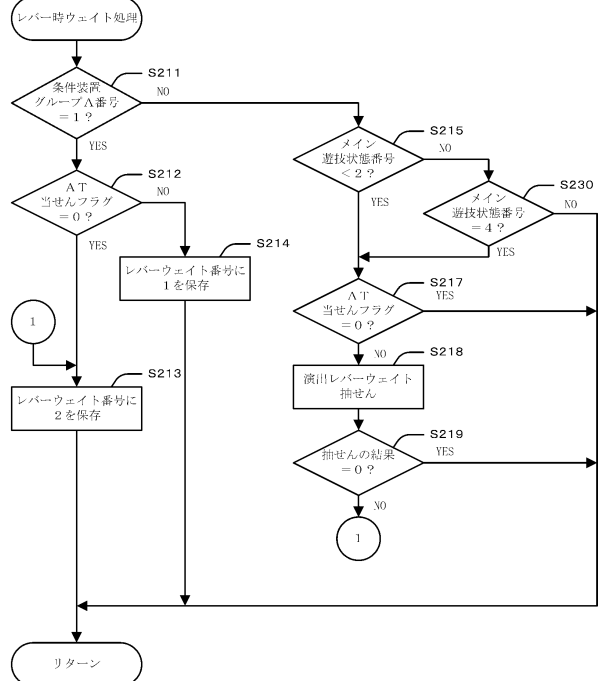 レバー時ウェイト処理
S211
条件装置
グループA番号
=1?
NO
YES
S215
メイン
遊技状態番号
<2?
NO
YES
S212
AT
当せんフラグ
=0?
NO
YES
S230
メイン
遊技状態番号
=4?
NO
YES
S214
レバーウェイト番号に
1を保存
S217
AT
当せんフラグ
=0?
YES
NO
1
S213
レバーウェイト番号に
2を保存
S218
演出レバーウェイト
抽せん
S219
抽せんの結果
=0?
YES
NO
1
リターン